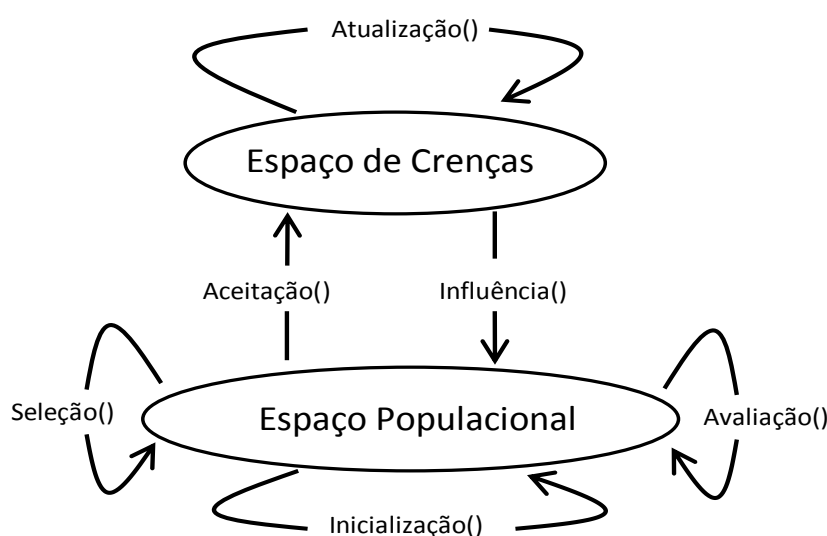 Atualização()
Espaço de Crenças
Aceitação()
Influência()
Seleção()
Espaço Populacional
Avaliação()
Inicialização()